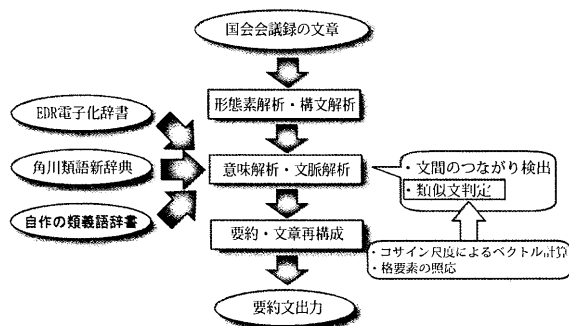 国会会議録の文章
形態素解析・構文解析
EDR電子化辞書
角川類語新辞典
自作の類義語辞書
意味解析・文脈解析
・文間のつながり検出
・類似文判定
・コサイン尺度によるベクトル計算
・格要素の照応
要約・文章再構成
要約文出力